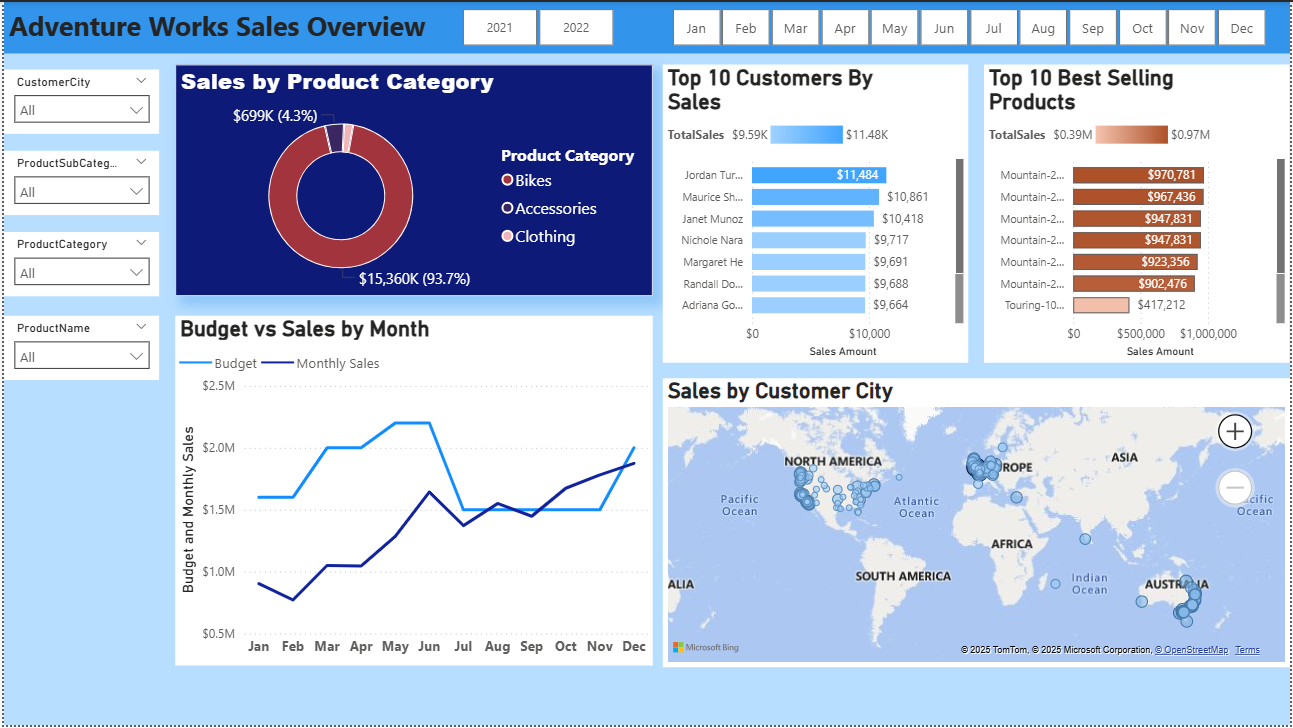 Adventure Works Sales Overview
2021
2022
Jan
Feb
Mar
Apr
May
Jun
Jul
Aug
Sep
Oct
Nov
Dec
CustomerCity
All
ProductSubCateg...
All
ProductCategory
All
ProductName
All
Sales by Product Category
$699K (4.3%)
$15,360K (93.7%)
Product Category
Bikes
Accessories
Clothing
Top 10 Customers By
Sales
TotalSales $9.59K $11.48K
Jordan Tur... $11,484
Maurice Sh... $10,861
Janet Munoz $10,418
Nichole Nara $9,717
Margaret He $9,691
Randall Do... $9,688
Adriana Go... $9,664
$0 $10,000
Sales Amount
Top 10 Best Selling
Products
TotalSales $0.39M $0.97M
Mountain-2... $970,781
Mountain-2... $967,436
Mountain-2... $947,831
Mountain-2... $947,831
Mountain-2... $923,356
Mountain-2... $902,476
Touring-10... $417,212
$0 $500,000 $1,000,000
Sales Amount
Budget vs Sales by Month
Budget Monthly Sales
Budget and Monthly Sales
$2.5M
$2.0M
$1.5M
$1.0M
$0.5M
Jan Feb Mar Apr May Jun Jul Aug Sep Oct Nov Dec
Sales by Customer City
NORTH AMERICA
ROPE
ASIA
Pacific
Ocean
Atlantic
Ocean
cific
Ocean
AFRICA
SOUTH AMERICA
Indian
Ocean
ALIA
AUSTR IA
Microsoft Bing
© 2025 TomTom, © 2025 Microsoft Corporation, © OpenStreetMap Terms